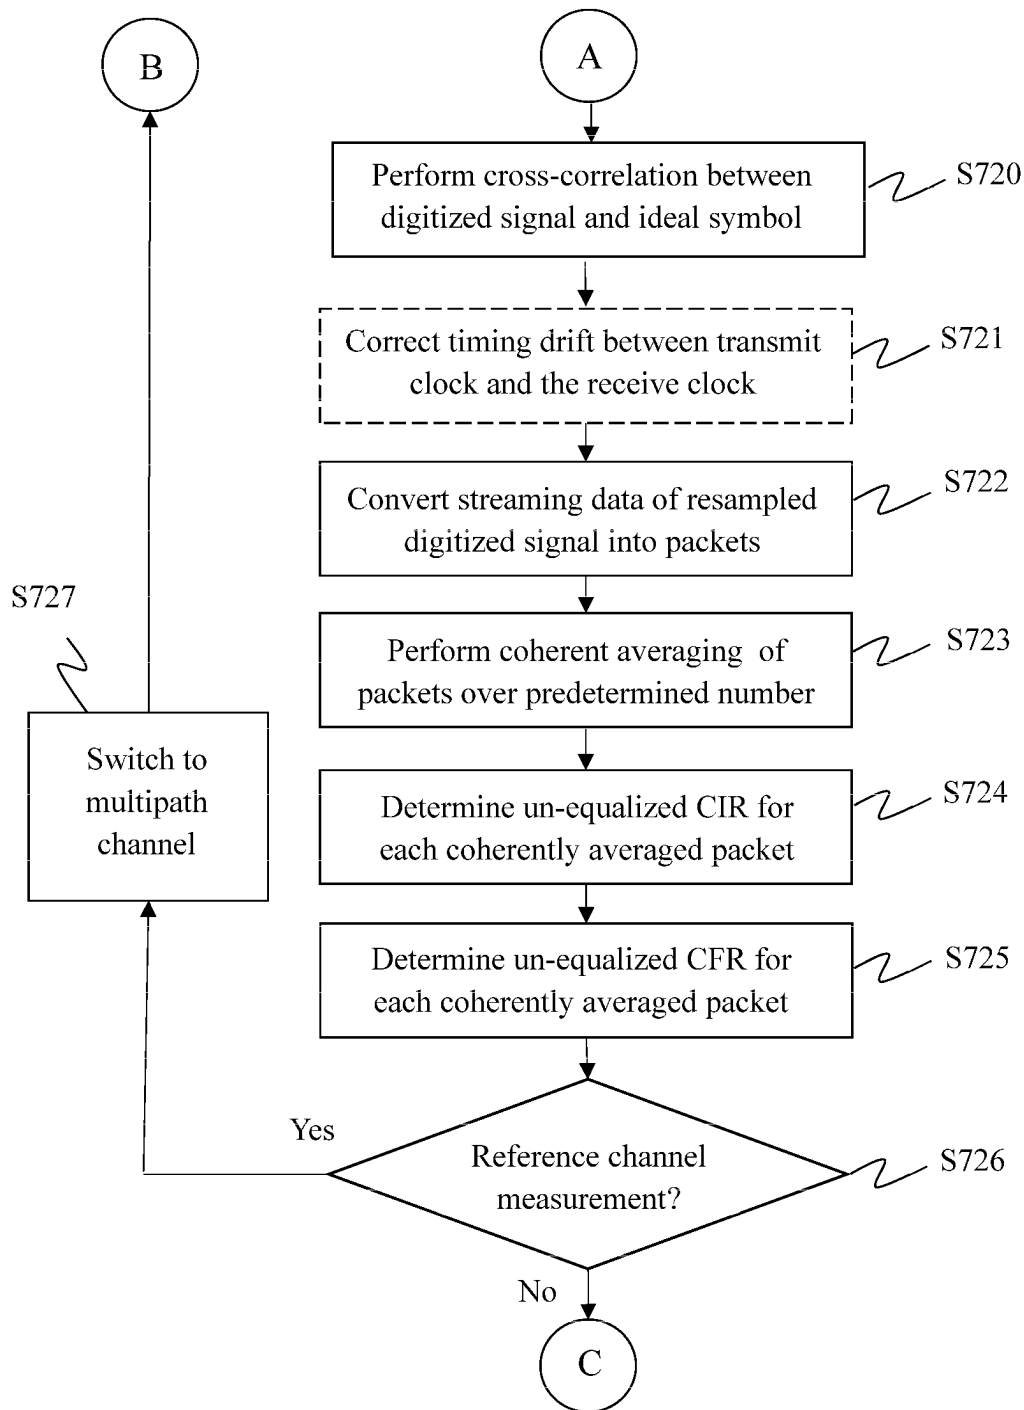 B
A
Perform cross-correlation between
digitized signal and ideal symbol
S720
Correct timing drift between transmit
clock and the receive clock
S721
Convert streaming data of resampled
digitized signal into packets
S722
S727
Perform coherent averaging of
packets over predetermined number
S723
Switch to
multipath
channel
Determine un-equalized CIR for
each coherently averaged packet
S724
Determine un-equalized CFR for
each coherently averaged packet
S725
Yes
Reference channel
measurement?
S726
No
C